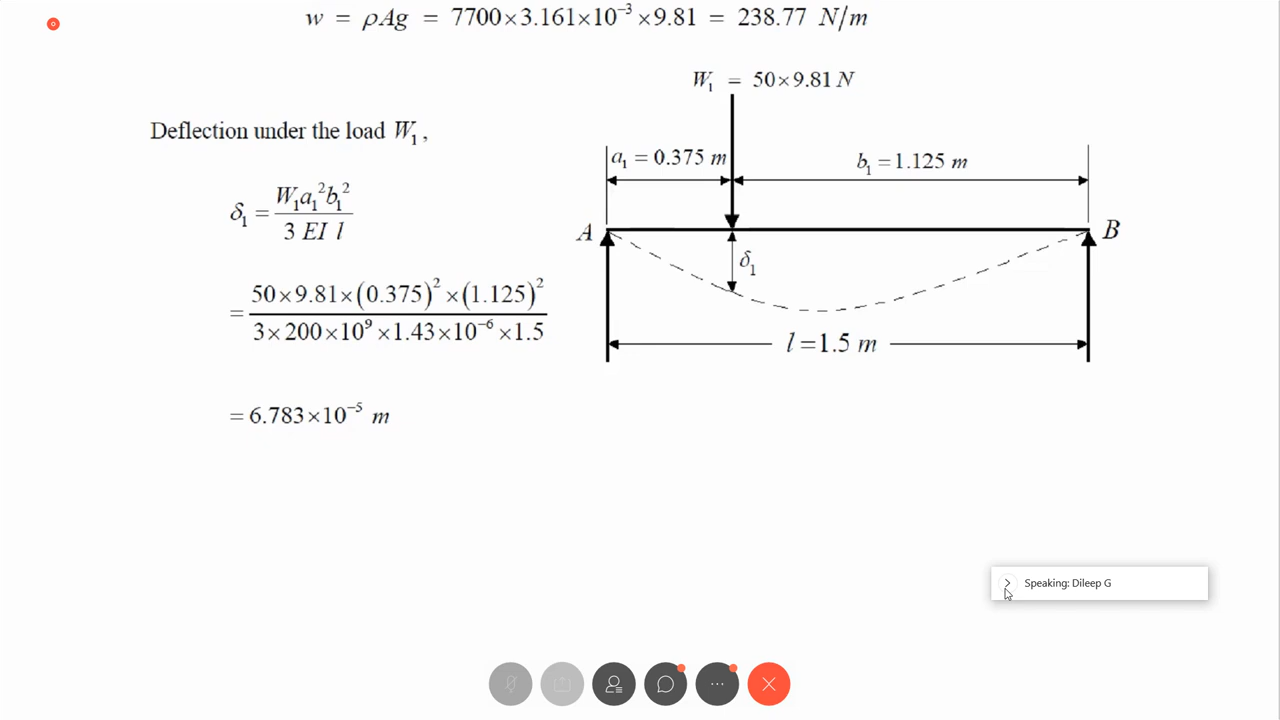 w = ρAg = 7700×3.161×10⁻³×9.81 = 238.77 N/m
W₁ = 50×9.81 N
Deflection under the load W₁,
a₁ = 0.375 m
b₁ = 1.125 m
δ₁ = W₁a₁²b₁² / 3 EI l
A
B
δ₁
= 50×9.81×(0.375)²×(1.125)² / 3×200×10⁹×1.43×10⁻⁶×1.5
l =1.5 m
= 6.783×10⁻⁵ m
Speaking: Dileep G